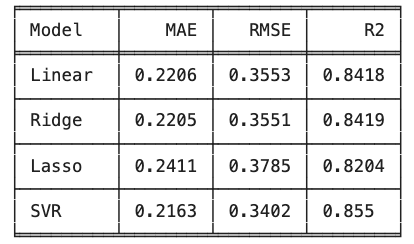 Model MAE RMSE R2
Linear 0.2206 0.3553 0.8418
Ridge 0.2205 0.3551 0.8419
Lasso 0.2411 0.3785 0.8204
SVR 0.2163 0.3402 0.855